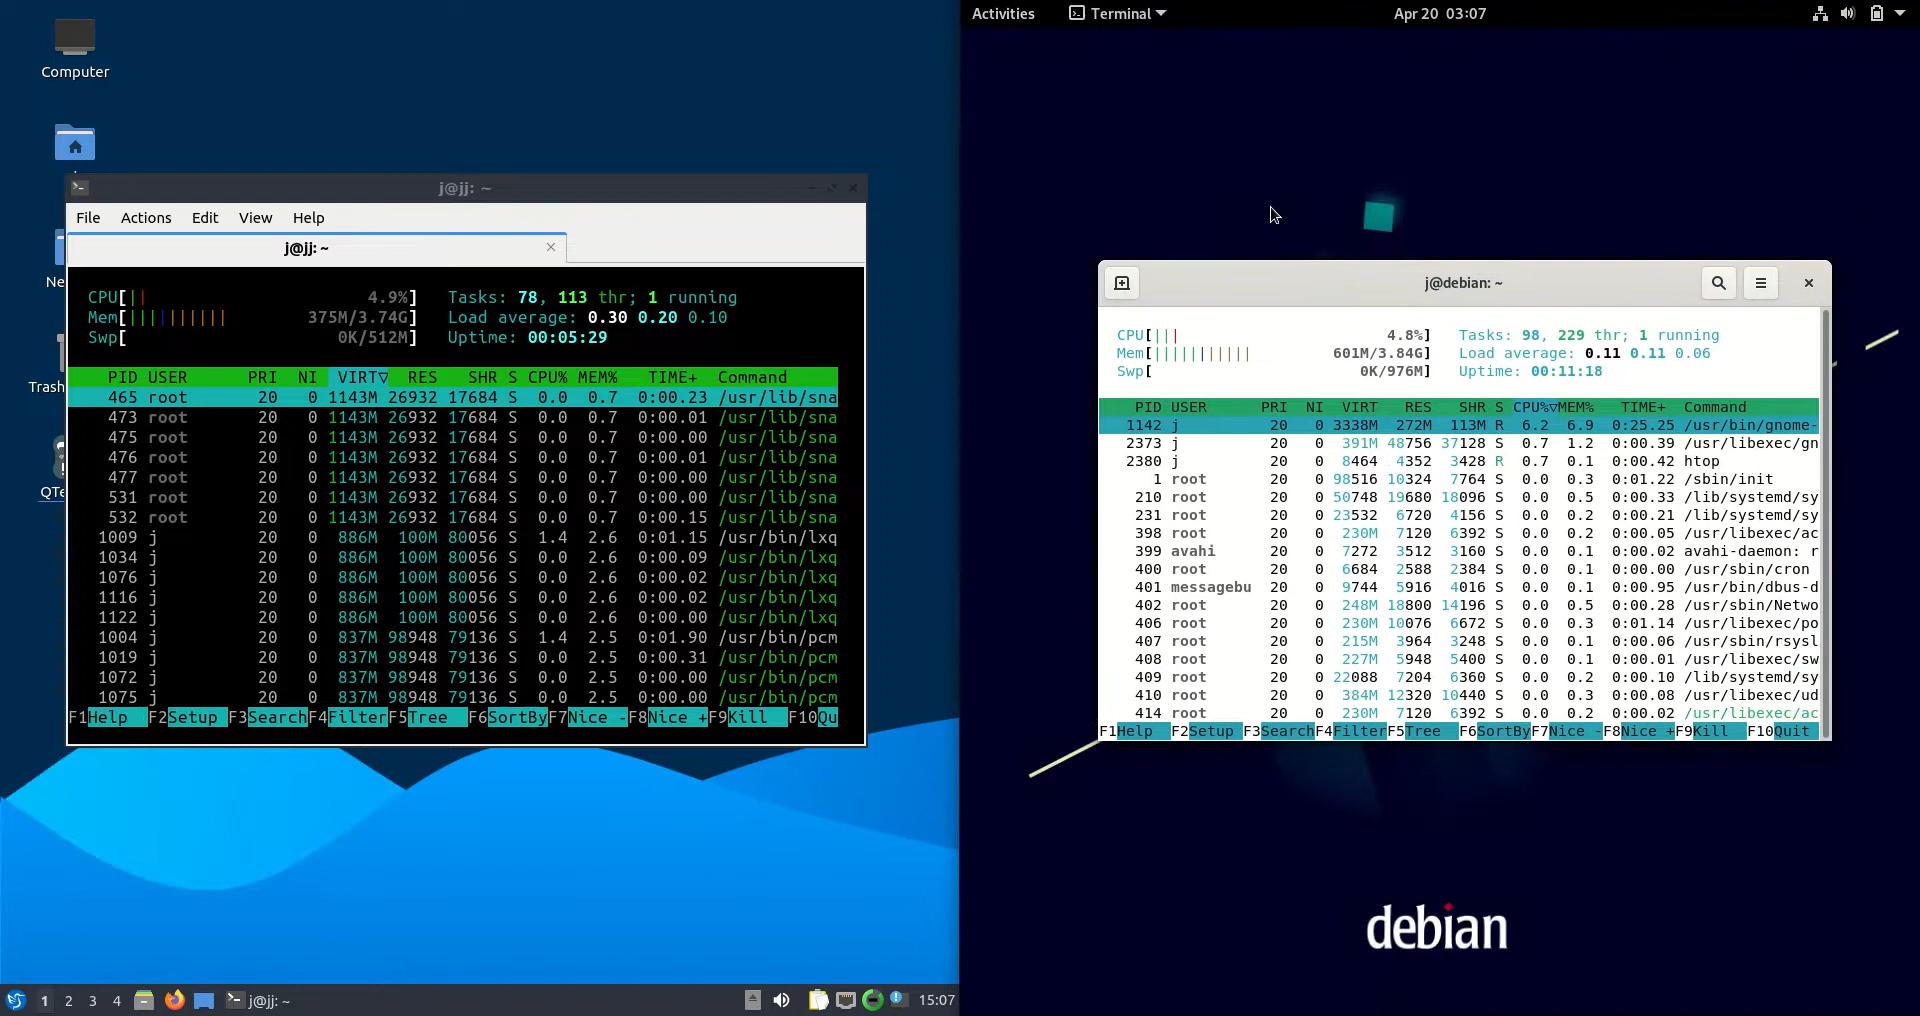 Computer
Ne
Trash
QTe
j@jj: ~
File Actions Edit View Help
j@jj: ~
CPU[|| 4.9%] Tasks: 78, 113 thr; 1 running
Mem[|||||||||| 375M/3.74G] Load average: 0.30 0.20 0.10
Swp[ 0K/512M] Uptime: 00:05:29
PID USER PRI NI VIRT▽ RES SHR S CPU% MEM% TIME+ Command
465 root 20 0 1143M 26932 17684 S 0.0 0.7 0:00.23 /usr/lib/sna
473 root 20 0 1143M 26932 17684 S 0.0 0.7 0:00.01 /usr/lib/sna
475 root 20 0 1143M 26932 17684 S 0.0 0.7 0:00.00 /usr/lib/sna
476 root 20 0 1143M 26932 17684 S 0.0 0.7 0:00.01 /usr/lib/sna
477 root 20 0 1143M 26932 17684 S 0.0 0.7 0:00.00 /usr/lib/sna
531 root 20 0 1143M 26932 17684 S 0.0 0.7 0:00.00 /usr/lib/sna
532 root 20 0 1143M 26932 17684 S 0.0 0.7 0:00.15 /usr/lib/sna
1009 j 20 0 886M 100M 80056 S 1.4 2.6 0:01.15 /usr/bin/lxq
1034 j 20 0 886M 100M 80056 S 0.0 2.6 0:00.09 /usr/bin/lxq
1076 j 20 0 886M 100M 80056 S 0.0 2.6 0:00.02 /usr/bin/lxq
1116 j 20 0 886M 100M 80056 S 0.0 2.6 0:00.02 /usr/bin/lxq
1122 j 20 0 886M 100M 80056 S 0.0 2.6 0:00.00 /usr/bin/lxq
1004 j 20 0 837M 98948 79136 S 1.4 2.5 0:01.90 /usr/bin/pcm
1019 j 20 0 837M 98948 79136 S 0.0 2.5 0:00.31 /usr/bin/pcm
1072 j 20 0 837M 98948 79136 S 0.0 2.5 0:00.00 /usr/bin/pcm
1075 j 20 0 837M 98948 79136 S 0.0 2.5 0:00.00 /usr/bin/pcm
F1Help F2Setup F3SearchF4FilterF5Tree F6SortByF7Nice -F8Nice +F9Kill F10Qu
1 2 3 4 j@jj: ~ 15:07
Activities Terminal Apr 20 03:07
j@debian: ~
CPU[||| 4.8%] Tasks: 98, 229 thr; 1 running
Mem[||||||||||| 601M/3.84G] Load average: 0.11 0.11 0.06
Swp[ 0K/976M] Uptime: 00:11:18
PID USER PRI NI VIRT RES SHR S CPU%▽MEM% TIME+ Command
1142 j 20 0 3338M 272M 113M R 6.2 6.9 0:25.25 /usr/bin/gnome-
2373 j 20 0 391M 48756 37128 S 0.7 1.2 0:00.39 /usr/libexec/gn
2380 j 20 0 8464 4352 3428 R 0.7 0.1 0:00.42 htop
1 root 20 0 98516 10324 7764 S 0.0 0.3 0:01.22 /sbin/init
210 root 20 0 50748 19680 18096 S 0.0 0.5 0:00.33 /lib/systemd/sy
231 root 20 0 23532 6720 4156 S 0.0 0.2 0:00.21 /lib/systemd/sy
398 root 20 0 230M 7120 6392 S 0.0 0.2 0:00.05 /usr/libexec/ac
399 avahi 20 0 7272 3512 3160 S 0.0 0.1 0:00.02 avahi-daemon: r
400 root 20 0 6684 2588 2384 S 0.0 0.1 0:00.00 /usr/sbin/cron
401 messagebu 20 0 9744 5916 4016 S 0.0 0.1 0:00.95 /usr/bin/dbus-d
402 root 20 0 248M 18800 14196 S 0.0 0.5 0:00.28 /usr/sbin/Netwo
406 root 20 0 230M 10076 6672 S 0.0 0.3 0:01.14 /usr/libexec/po
407 root 20 0 215M 3964 3248 S 0.0 0.1 0:00.06 /usr/sbin/rsysl
408 root 20 0 227M 5948 5400 S 0.0 0.1 0:00.01 /usr/libexec/sw
409 root 20 0 22088 7204 6360 S 0.0 0.2 0:00.10 /lib/systemd/sy
410 root 20 0 384M 12320 10440 S 0.0 0.3 0:00.08 /usr/libexec/ud
414 root 20 0 230M 7120 6392 S 0.0 0.2 0:00.02 /usr/libexec/ac
F1Help F2Setup F3SearchF4FilterF5Tree F6SortByF7Nice -F8Nice +F9Kill F10Quit
debian